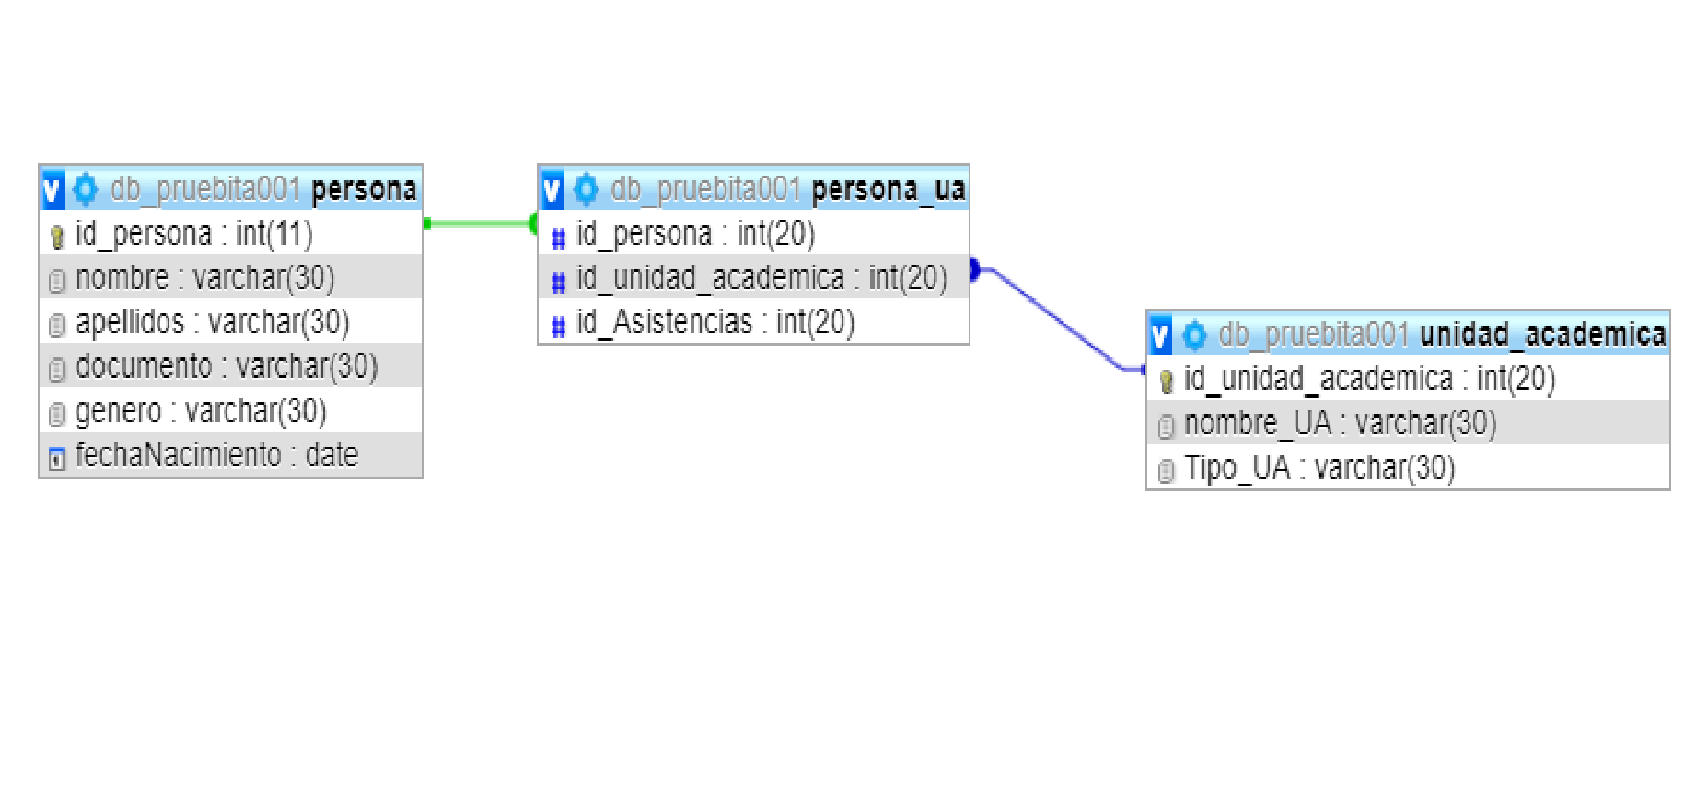 db_pruebita001 persona
id_persona : int(11)
nombre : varchar(30)
apellidos : varchar(30)
documento : varchar(30)
genero : varchar(30)
fechaNacimiento : date
db_pruebita001 persona_ua
id_persona : int(20)
id_unidad_academica : int(20)
id_Asistencias : int(20)
db_pruebita001 unidad_academica
id_unidad_academica : int(20)
nombre_UA : varchar(30)
Tipo_UA : varchar(30)